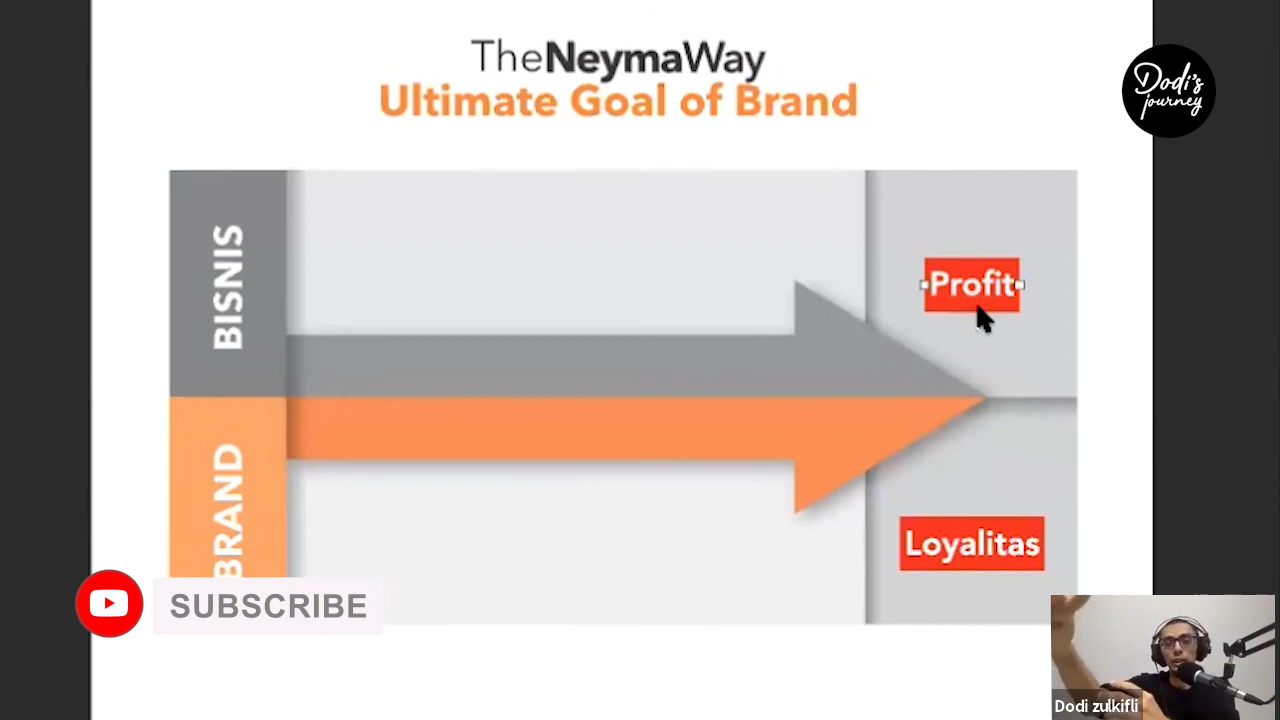 TheNeymaWay
Ultimate Goal of Brand
Dodi's
journey
BISNIS
Profit
BRAND
Loyalitas
SUBSCRIBE
Dodi zulkifli